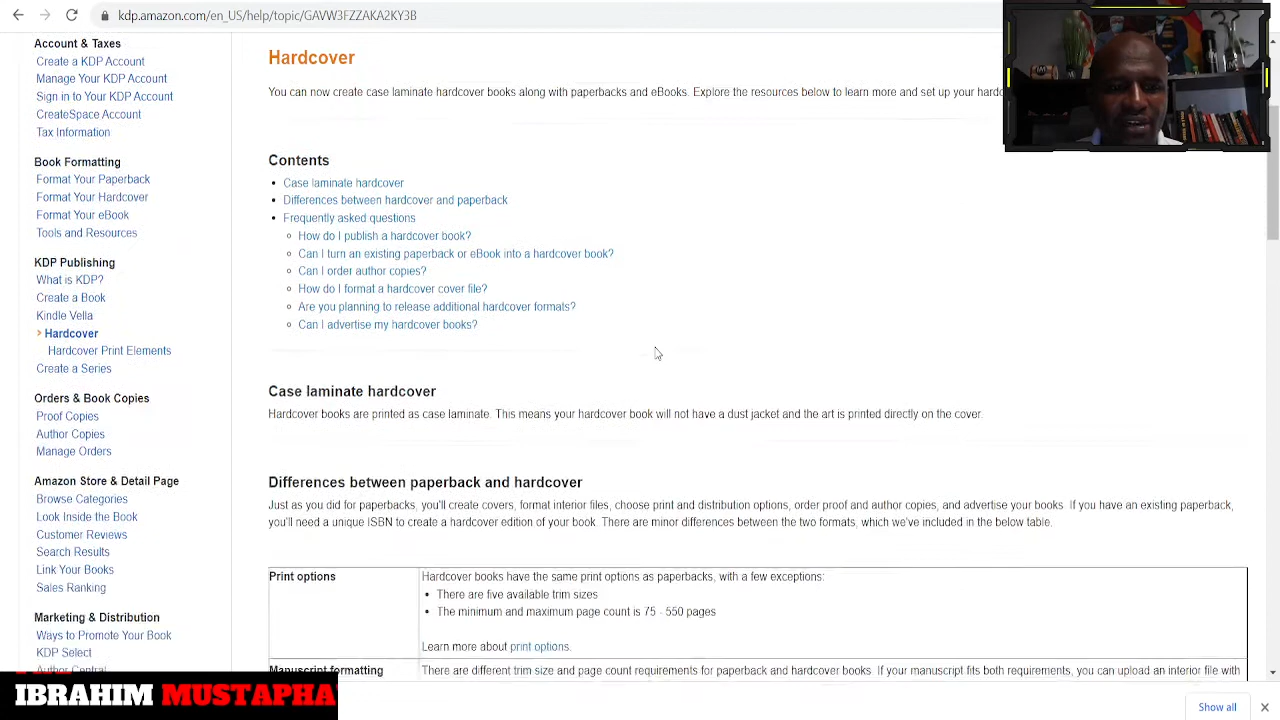 kdp.amazon.com/en_US/help/topic/GAVW3FZZAKA2KY3B
Account & Taxes
Create a KDP Account
Manage Your KDP Account
Sign in to Your KDP Account
CreateSpace Account
Tax Information
Book Formatting
Format Your Paperback
Format Your Hardcover
Format Your eBook
Tools and Resources
KDP Publishing
What is KDP?
Create a Book
Kindle Vella
Hardcover
Hardcover Print Elements
Create a Series
Orders & Book Copies
Proof Copies
Author Copies
Manage Orders
Amazon Store & Detail Page
Browse Categories
Look Inside the Book
Customer Reviews
Search Results
Link Your Books
Sales Ranking
Marketing & Distribution
Ways to Promote Your Book
KDP Select
Author Central
Hardcover
You can now create case laminate hardcover books along with paperbacks and eBooks. Explore the resources below to learn more and set up your
Contents
Case laminate hardcover
Differences between hardcover and paperback
Frequently asked questions
How do I publish a hardcover book?
Can I turn an existing paperback or eBook into a hardcover book?
Can I order author copies?
How do I format a hardcover cover file?
Are you planning to release additional hardcover formats?
Can I advertise my hardcover books?
Case laminate hardcover
Hardcover books are printed as case laminate. This means your hardcover book will not have a dust jacket and the art is printed directly on the cover.
Differences between paperback and hardcover
Just as you did for paperbacks, you'll create covers, format interior files, choose print and distribution options, order proof and author copies, and advertise your books. If you have an existing paperback,
you'll need a unique ISBN to create a hardcover edition of your book. There are minor differences between the two formats, which we've included in the below table.
Print options
Hardcover books have the same print options as paperbacks, with a few exceptions:
There are five available trim sizes
The minimum and maximum page count is 75 - 550 pages
Learn more about print options.
Manuscript formatting
There are different trim size and page count requirements for paperback and hardcover books. If your manuscript fits both requirements, you can upload an interior file with
IBRAHIM MUSTAPHA
Show all